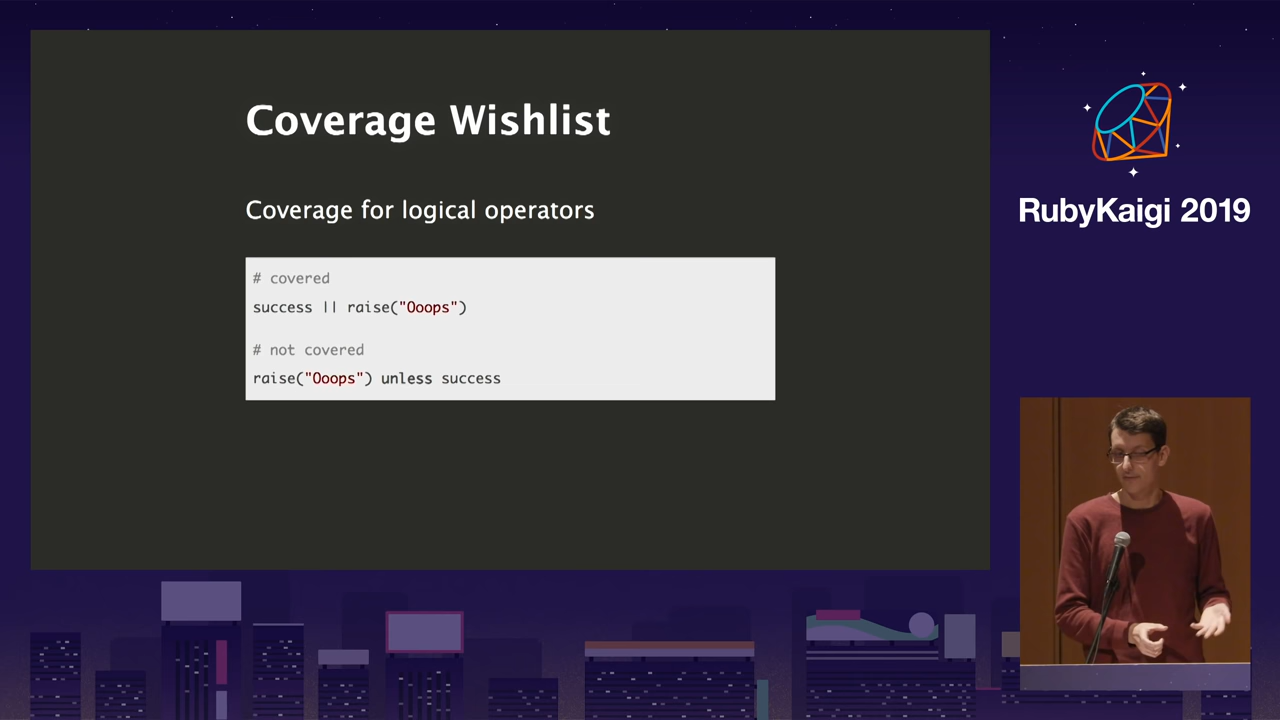 Coverage Wishlist
Coverage for logical operators
# covered
success || raise("Ooops")
# not covered
raise("Ooops") unless success
RubyKaigi 2019